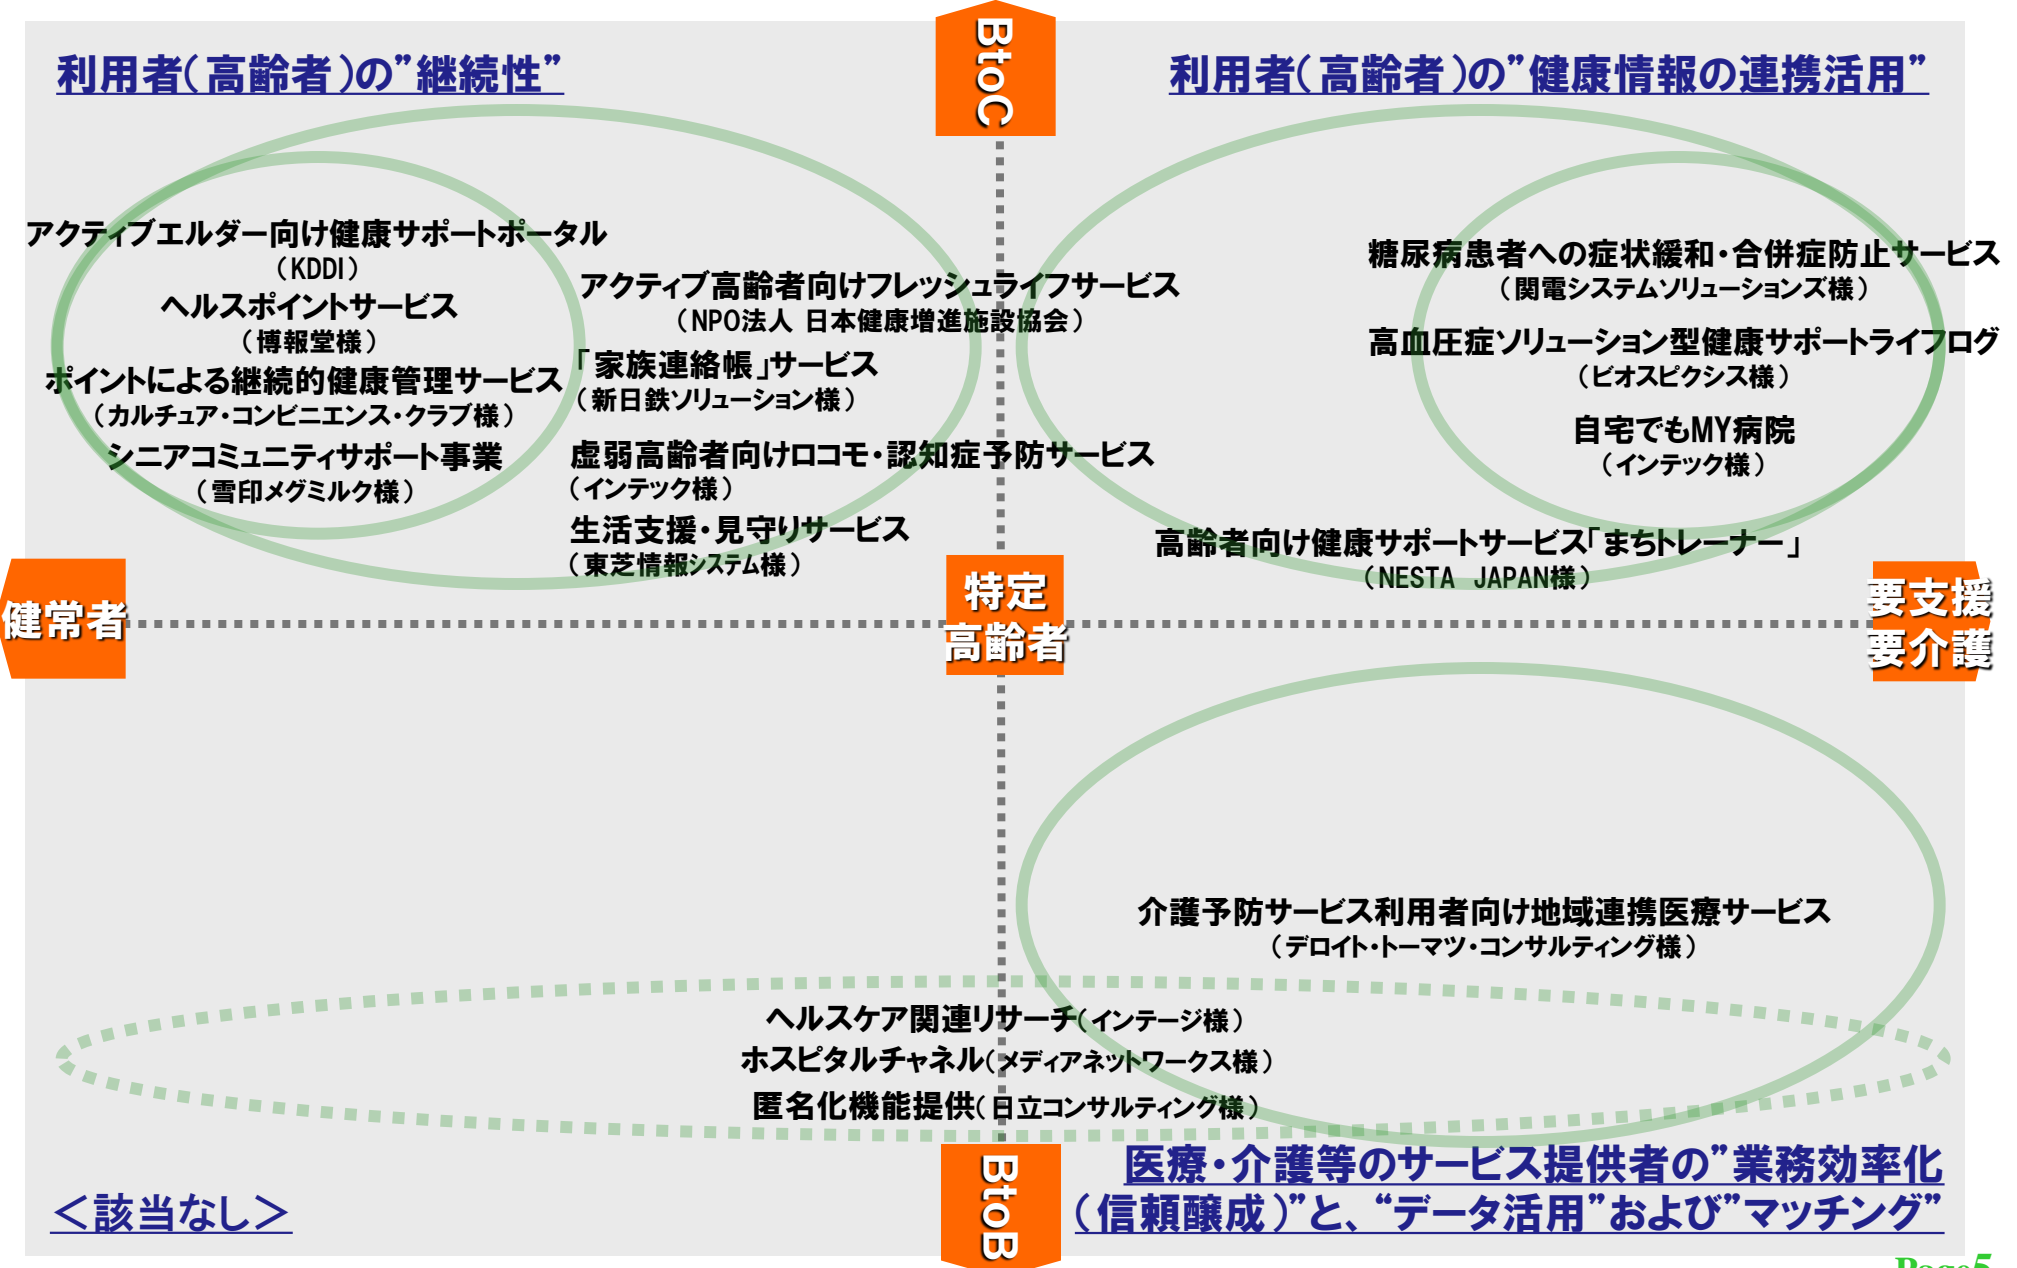 BtoC
利用者(高齢者)の”継続性”
利用者(高齢者)の”健康情報の連携活用”
アクティブエルダー向け健康サポートポータル
(KDDI)
ヘルスポイントサービス
(博報堂様)
ポイントによる継続的健康管理サービス
(カルチュア・コンビニエンス・クラブ様)
シニアコミュニティサポート事業
(雪印メグミルク様)
アクティブ高齢者向けフレッシュライフサービス
(NPO法人 日本健康増進施設協会)
「家族連絡帳」サービス
(新日鉄ソリューション様)
虚弱高齢者向けロコモ・認知症予防サービス
(インテック様)
生活支援・見守りサービス
(東芝情報システム様)
糖尿病患者への症状緩和・合併症防止サービス
(関電システムソリューションズ様)
高血圧症ソリューション型健康サポートライフログ
(ビオスピクシス様)
自宅でもMY病院
(インテック様)
高齢者向け健康サポートサービス「まちトレーナー」
(NESTA JAPAN様)
健常者
特定
高齢者
要支援
要介護
介護予防サービス利用者向け地域連携医療サービス
(デロイト・トーマツ・コンサルティング様)
ヘルスケア関連リサーチ(インテージ様)
ホスピタルチャネル(メディアネットワークス様)
匿名化機能提供(日立コンサルティング様)
BtoB
<該当なし>
医療・介護等のサービス提供者の”業務効率化
(信頼醸成)”と、“データ活用”および”マッチング”
Page5